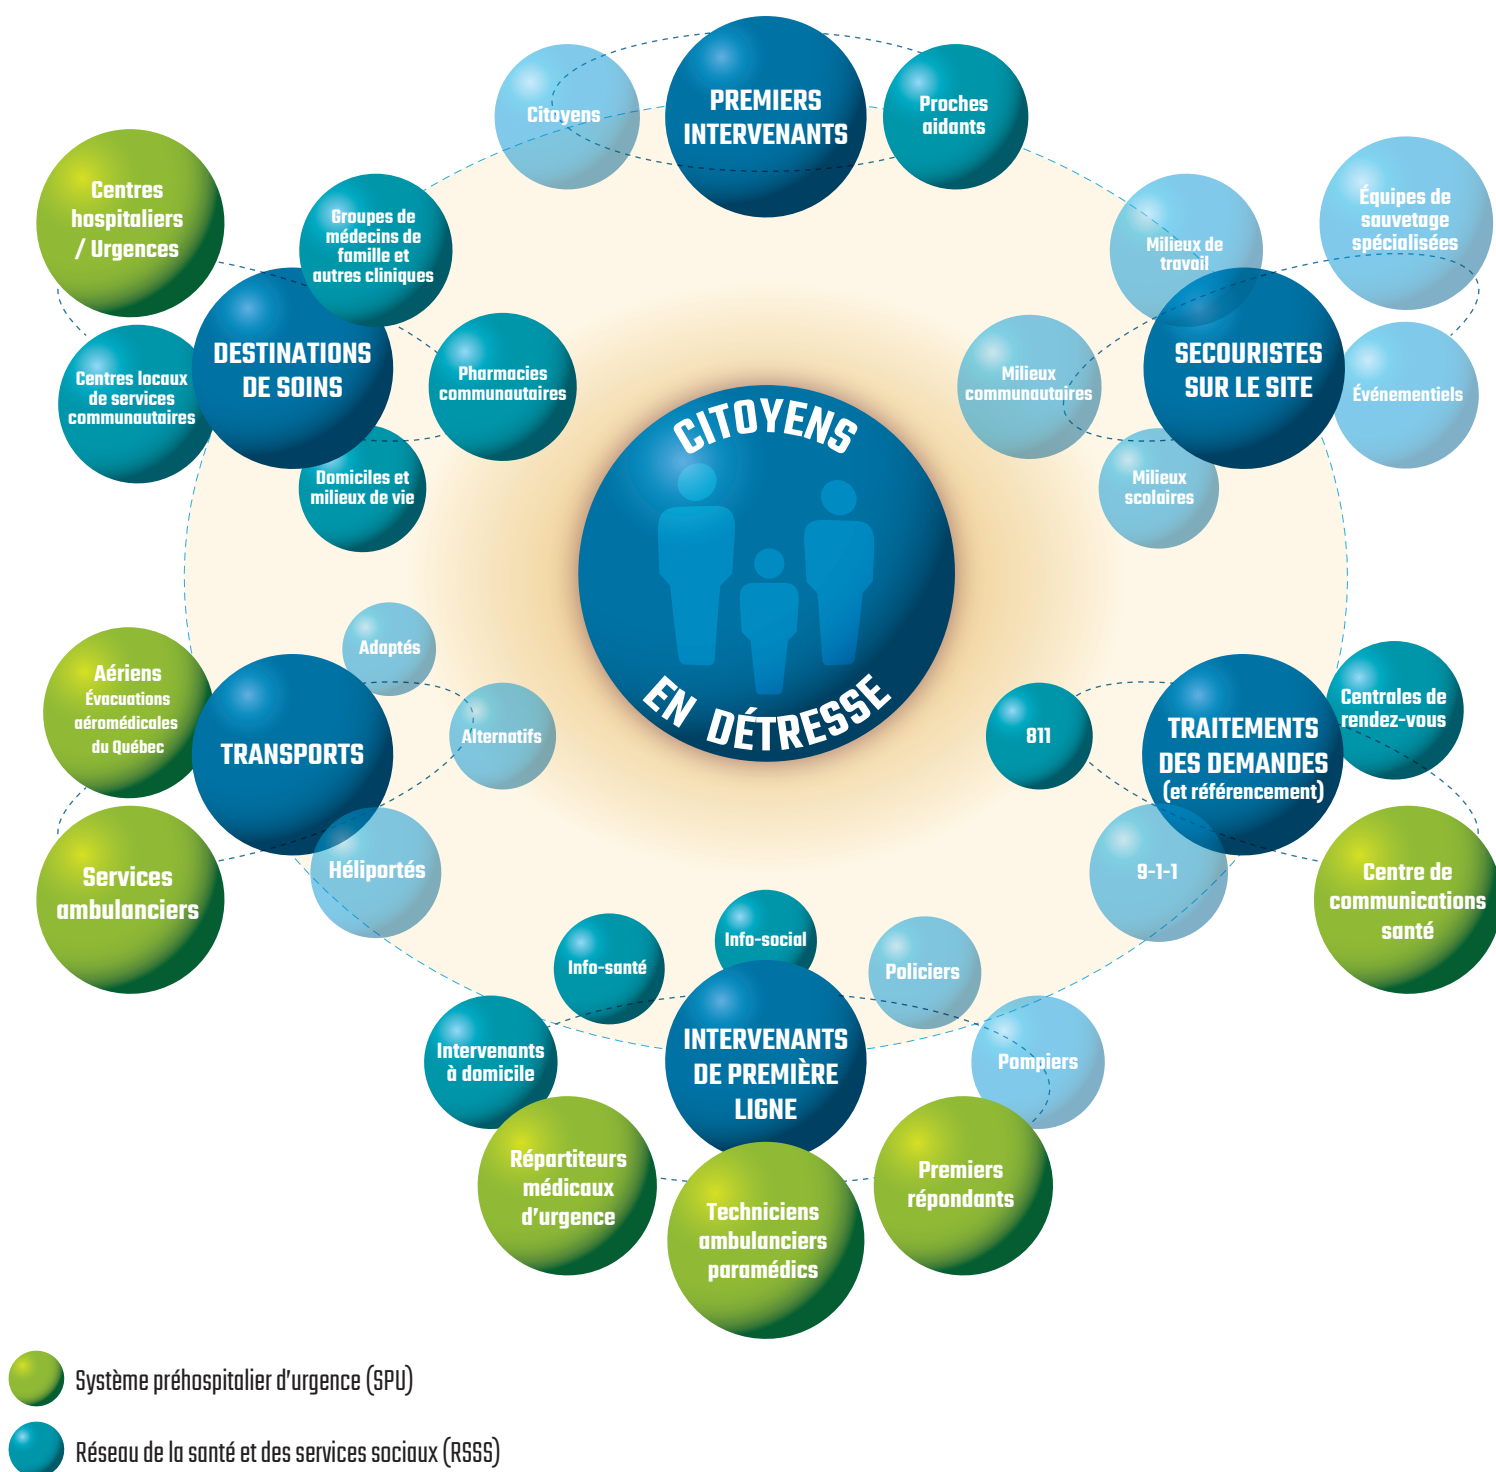 Citoyens
PREMIERS
INTERVENANTS
Proches
aidants
Centres
hospitaliers
/ Urgences
Groupes de
médecins de
famille et
autres cliniques
DESTINATIONS
DE SOINS
Centres locaux
de services
communautaires
Pharmacies
communautaires
Domiciles et
milieux de vie
Milieux de
travail
Équipes de
sauvetage
spécialisées
SECOURISTES
SUR LE SITE
Milieux
communautaires
Événementiels
Milieux
scolaires
CITOYENS
EN DÉTRESSE
Adaptés
Aériens
Évacuations
aéromédicales
du Québec
TRANSPORTS
Alternatifs
Services
ambulanciers
Héliportés
811
TRAITEMENTS
DES DEMANDES
(et référencement)
Centrales de
rendez-vous
9-1-1
Centre de
communications
santé
Info-santé
Info-social
Policiers
Intervenants
à domicile
INTERVENANTS
DE PREMIÈRE
LIGNE
Pompiers
Répartiteurs
médicaux
d'urgence
Techniciens
ambulanciers
paramédics
Premiers
répondants
Système préhospitalier d'urgence (SPU)
Réseau de la santé et des services sociaux (RSSS)